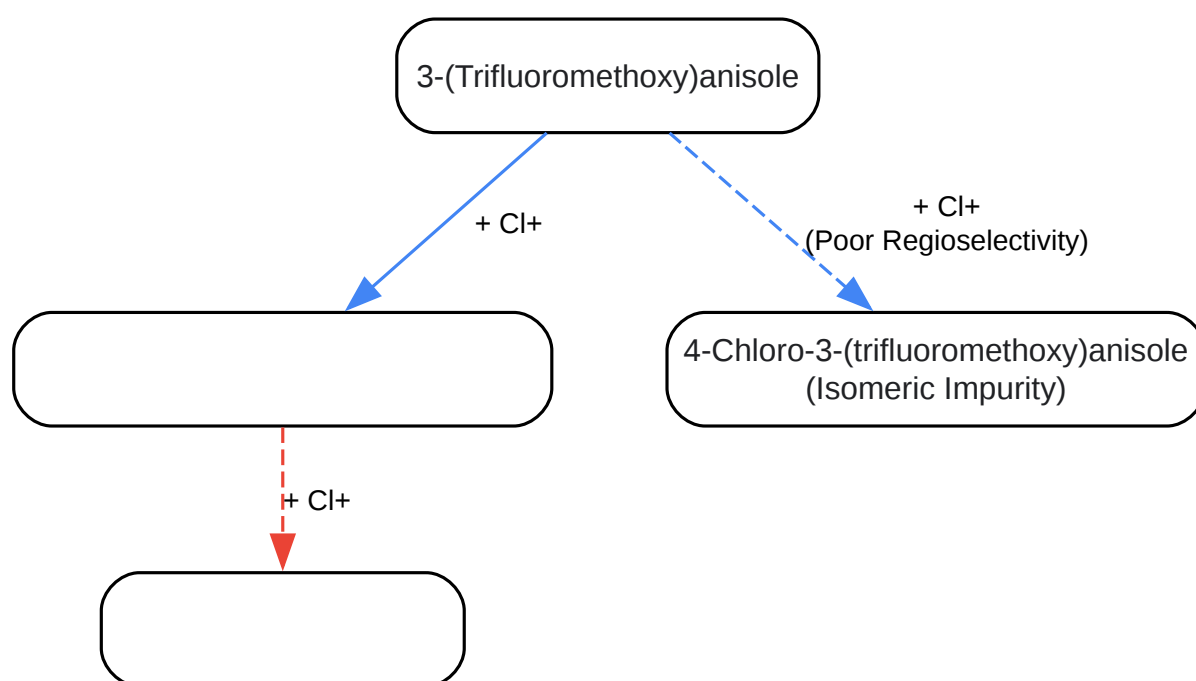 3-(Trifluoromethoxy)anisole
+ Cl+
+ Cl+
(Poor Regioselectivity)
4-Chloro-3-(trifluoromethoxy)anisole
(Isomeric Impurity)
+ Cl+